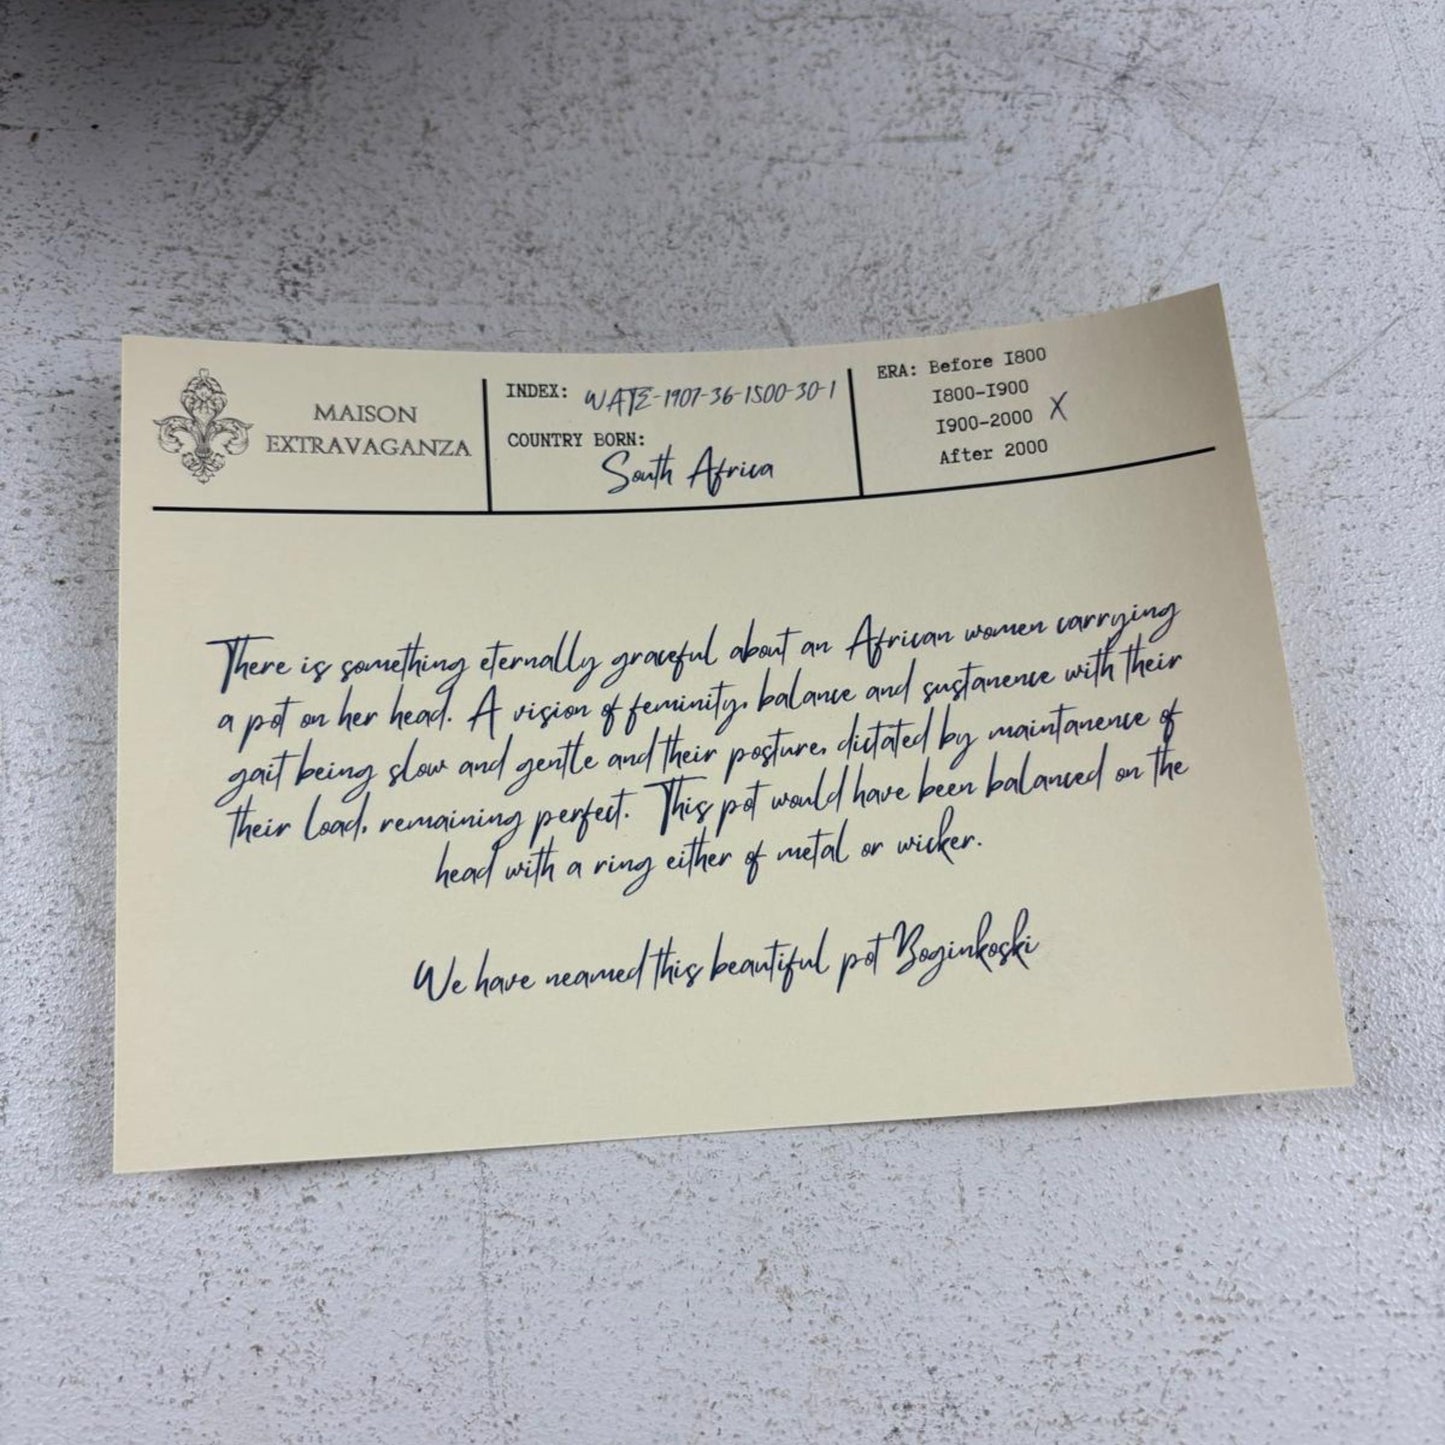 MAISON
EXTRAVAGANZA
INDEX: WATE-1907-36-1500-30-1
COUNTRY BORN:
South Africa
ERA: Before 1800
1800-1900
1900-2000 X
After 2000
There is something eternally graceful about an African women carrying
a pot on her head. A vision of feminity, balance and sustanence with their
gait being slow and gentle and their posture, dictated by maintanence of
their load, remaining perfect. This pot would have been balanced on the
head with a ring either of metal or wicker.
We have neamed this beautiful pot Boginkoski